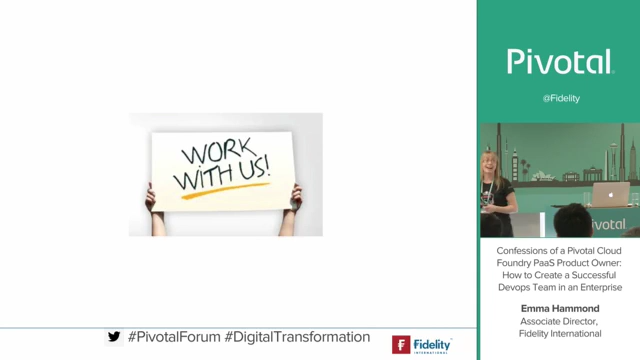 WORK
WITH US!
#PivotalForum #DigitalTransformation
Fidelity
INTERNATIONAL
Pivotal
@Fidelity
Pivotal
Confessions of a Pivotal Cloud
Foundry PaaS Product Owner:
How to Create a Successful
Devops Team in an Enterprise
Emma Hammond
Associate Director,
Fidelity International